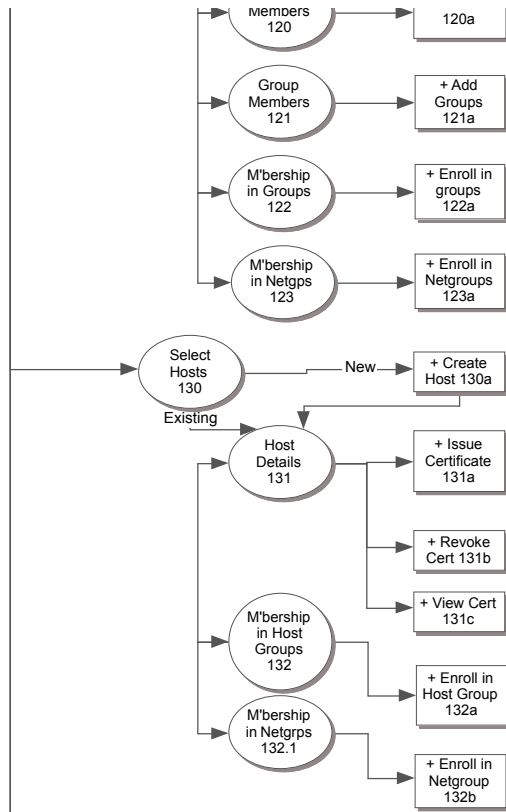 Members
120
120a
Group
Members
121
+ Add
Groups
121a
M'bership
in Groups
122
+ Enroll in
groups
122a
M'bership
in Netgps
123
+ Enroll in
Netgroups
123a
Select
Hosts
130
New
+ Create
Host 130a
Existing
Host
Details
131
+ Issue
Certificate
131a
+ Revoke
Cert 131b
+ View Cert
131c
M'bership
in Host
Groups
132
+ Enroll in
Host Group
132a
M'bership
in Netgrps
132.1
+ Enroll in
Netgroup
132b